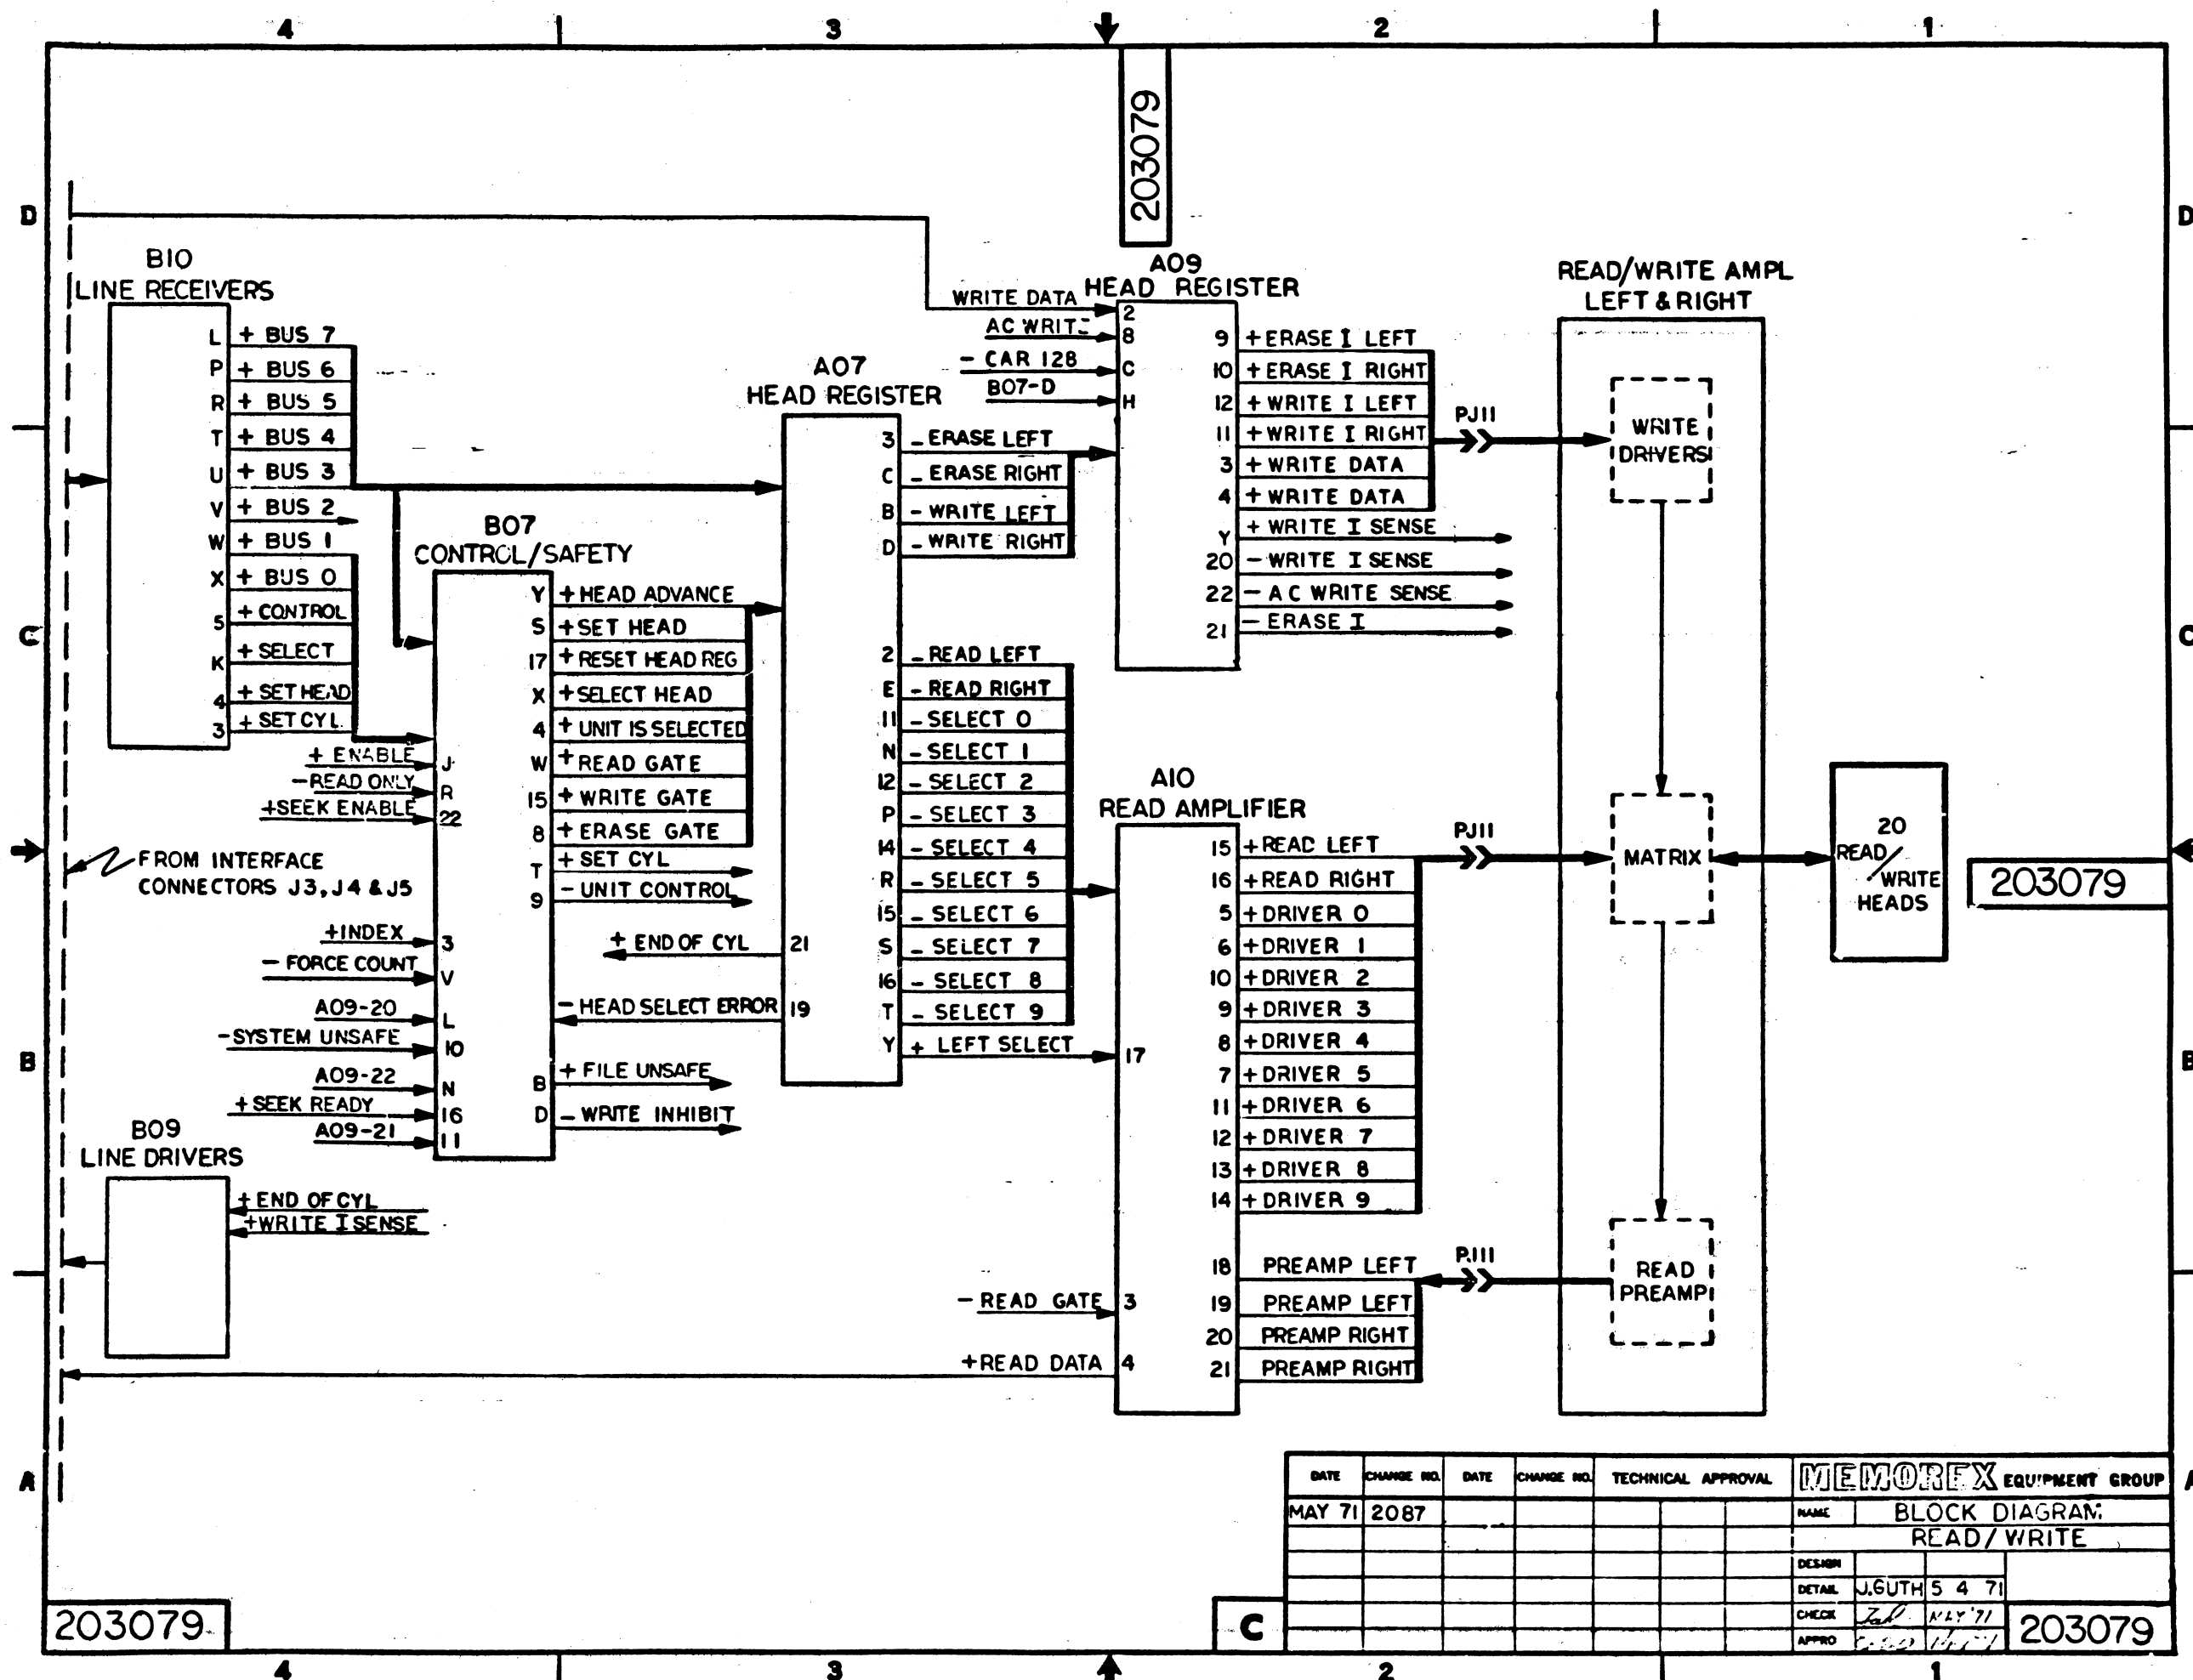 4
3
2
1
203079
D
D
B10
LINE RECEIVERS
L + BUS 7
P + BUS 6
R + BUS 5
T + BUS 4
U + BUS 3
V + BUS 2
W + BUS 1
X + BUS 0
5 + CONTROL
K + SELECT
4 + SET HEAD
3 + SET CYL
C
C
B07
CONTROL/SAFETY
+ ENABLE J
-READ ONLY R
+SEEK ENABLE 22
+INDEX 3
- FORCE COUNT V
A09-20 L
-SYSTEM UNSAFE 10
A09-22 N
+SEEK READY 16
A09-21 11
Y +HEAD ADVANCE
S +SET HEAD
17 +RESET HEAD REG
X +SELECT HEAD
4 + UNIT IS SELECTED
W +READ GATE
15 + WRITE GATE
8 + ERASE GATE
T + SET CYL
9 - UNIT CONTROL
B + FILE UNSAFE
D - WRITE INHIBIT
FROM INTERFACE
CONNECTORS J3, J4 & J5
A07
HEAD REGISTER
3 - ERASE LEFT
C - ERASE RIGHT
B - WRITE LEFT
D - WRITE RIGHT
2 - READ LEFT
E - READ RIGHT
11 - SELECT 0
N - SELECT 1
12 - SELECT 2
P - SELECT 3
14 - SELECT 4
R - SELECT 5
15 - SELECT 6
S - SELECT 7
16 - SELECT 8
T - SELECT 9
Y + LEFT SELECT
+ END OF CYL 21
- HEAD SELECT ERROR 19
A09
HEAD REGISTER
WRITE DATA 2
AC WRITE 8
- CAR 128 C
B07-D H
9 +ERASE I LEFT
10 +ERASE I RIGHT
12 +WRITE I LEFT
11 +WRITE I RIGHT
3 +WRITE DATA
4 +WRITE DATA
Y +WRITE I SENSE
20 -WRITE I SENSE
22 -AC WRITE SENSE
21 -ERASE I
PJ11
A10
READ AMPLIFIER
15 +READ LEFT
16 +READ RIGHT
5 +DRIVER 0
6 +DRIVER 1
10 +DRIVER 2
9 +DRIVER 3
8 +DRIVER 4
7 +DRIVER 5
11 +DRIVER 6
12 +DRIVER 7
13 +DRIVER 8
14 +DRIVER 9
18 PREAMP LEFT
19 PREAMP LEFT
20 PREAMP RIGHT
21 PREAMP RIGHT
17
- READ GATE 3
+READ DATA 4
PJ11
PJ11
READ/WRITE AMPL
LEFT & RIGHT
WRITE
DRIVERS
MATRIX
READ
PREAMP
20
READ/
WRITE
HEADS
203079
B
B
B09
LINE DRIVERS
+ END OF CYL
+WRITE I SENSE
A
A
DATE CHANGE NO. DATE CHANGE NO. TECHNICAL APPROVAL MEMOREX EQUIPMENT GROUP
MAY 71 2087 NAME BLOCK DIAGRAM
READ/WRITE
DESIGN
DETAIL J.GUTH 5 4 71
CHECK MAY '71
APPRO
203079
C
203079
4
3
2
1